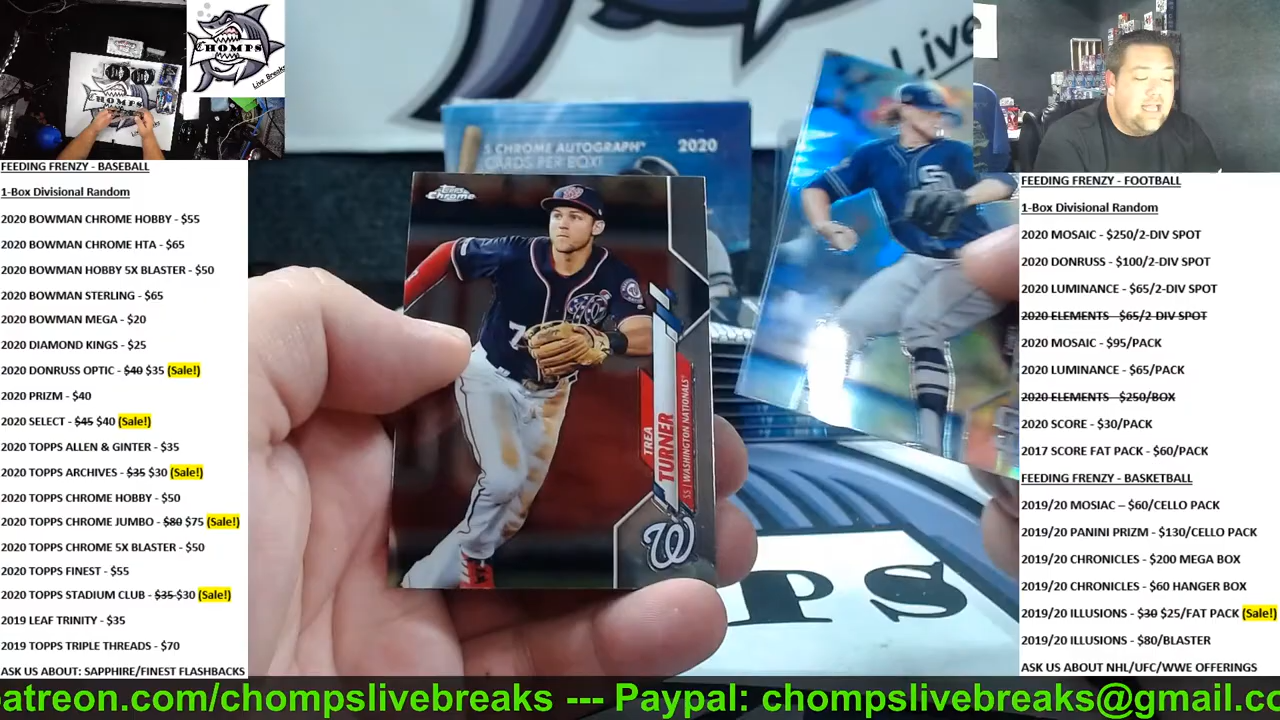 CHOMPS
Live Breaks
FEEDING FRENZY - BASEBALL
1-Box Divisional Random
2020 BOWMAN CHROME HOBBY - $55
2020 BOWMAN CHROME HTA - $65
2020 BOWMAN HOBBY 5X BLASTER - $50
2020 BOWMAN STERLING - $65
2020 BOWMAN MEGA - $20
2020 DIAMOND KINGS - $25
2020 DONRUSS OPTIC - $40 $35 (Sale!)
2020 PRIZM - $40
2020 SELECT - $45 $40 (Sale!)
2020 TOPPS ALLEN & GINTER - $35
2020 TOPPS ARCHIVES - $35 $30 (Sale!)
2020 TOPPS CHROME HOBBY - $50
2020 TOPPS CHROME JUMBO - $80 $75 (Sale!)
2020 TOPPS CHROME 5X BLASTER - $50
2020 TOPPS FINEST - $55
2020 TOPPS STADIUM CLUB - $35 $30 (Sale!)
2019 LEAF TRINITY - $35
2019 TOPPS TRIPLE THREADS - $70
ASK US ABOUT: SAPPHIRE/FINEST FLASHBACKS
Live
S CHROME AUTOGRAPH
CARDS PER BOX!
2020
Topps Chrome
7
TREA
TURNER
SS | WASHINGTON NATIONALS
W
PS
FEEDING FRENZY - FOOTBALL
1-Box Divisional Random
2020 MOSAIC - $250/2-DIV SPOT
2020 DONRUSS - $100/2-DIV SPOT
2020 LUMINANCE - $65/2-DIV SPOT
2020 ELEMENTS - $65/2-DIV SPOT
2020 MOSAIC - $95/PACK
2020 LUMINANCE - $65/PACK
2020 ELEMENTS - $250/BOX
2020 SCORE - $30/PACK
2017 SCORE FAT PACK - $60/PACK
FEEDING FRENZY - BASKETBALL
2019/20 MOSIAC – $60/CELLO PACK
2019/20 PANINI PRIZM - $130/CELLO PACK
2019/20 CHRONICLES - $200 MEGA BOX
2019/20 CHRONICLES - $60 HANGER BOX
2019/20 ILLUSIONS - $30 $25/FAT PACK (Sale!)
2019/20 ILLUSIONS - $80/BLASTER
ASK US ABOUT NHL/UFC/WWE OFFERINGS
atreon.com/chompslivebreaks --- Paypal: chompslivebreaks@gmail.co